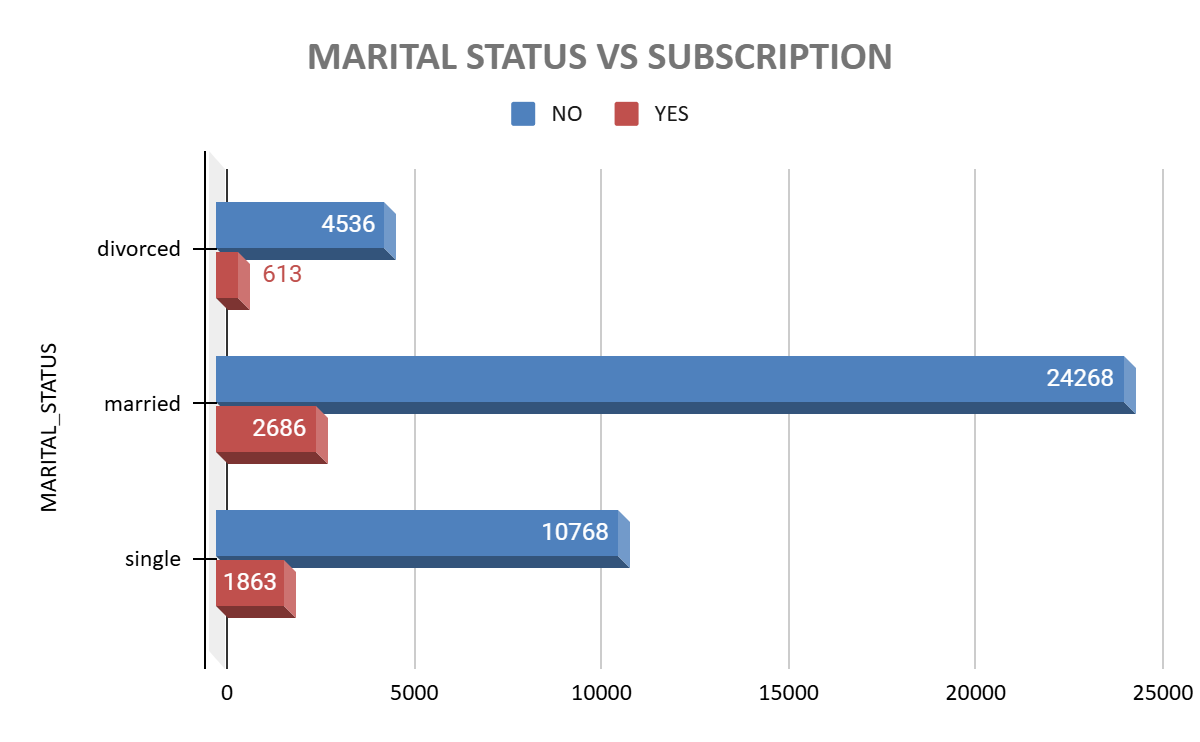 MARITAL STATUS VS SUBSCRIPTION
NO YES
MARITAL_STATUS
divorced
4536
613
married
24268
2686
single
10768
1863
0 5000 10000 15000 20000 25000